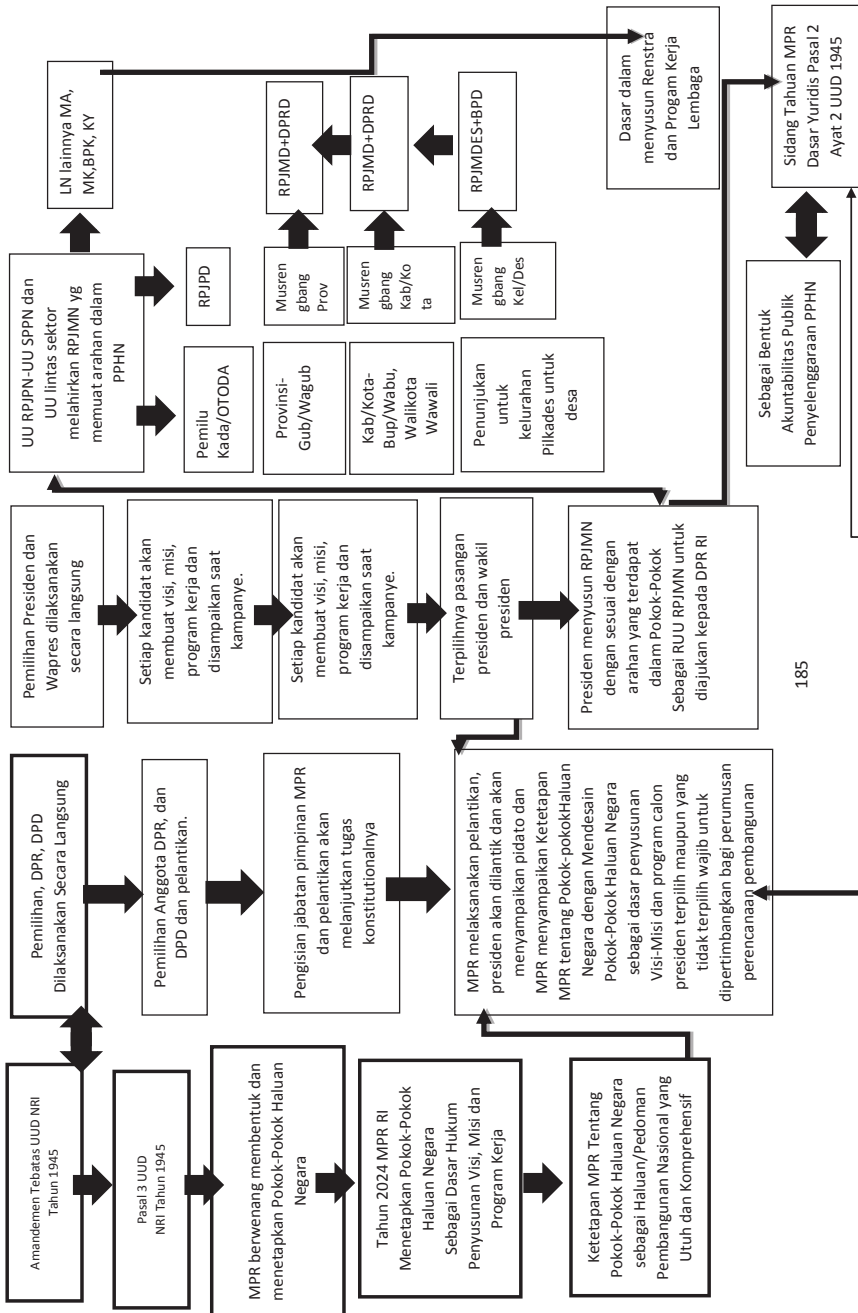 Amandemen Tebatas UUD NRI
Tahun 1945
Pasal 3 UUD
NRI Tahun 1945
MPR berwenang membentuk dan
menetapkan Pokok-Pokok Haluan
Negara
Tahun 2024 MPR RI
Menetapkan Pokok-Pokok
Haluan Negara
Sebagai Dasar Hukum
Penyusunan Visi, Misi dan
Program Kerja
Ketetapan MPR Tentang
Pokok-Pokok Haluan Negara
sebagai Haluan/Pedoman
Pembangunan Nasional yang
Utuh dan Komprehensif
Pemilihan, DPR, DPD
Dilaksanakan Secara Langsung
Pemilihan Anggota DPR, dan
DPD dan pelantikan.
Pengisian jabatan pimpinan MPR
dan pelantikan akan
melanjutkan tugas
konstitutionalnya
MPR melaksanakan pelantikan,
presiden akan dilantik dan akan
menyampaikan pidato dan
MPR menyampaikan Ketetapan
MPR tentang Pokok-pokokHaluan
Negara dengan Mendesain
Pokok-Pokok Haluan Negara
sebagai dasar penyusunan
Visi-Misi dan program calon
presiden terpilih maupun yang
tidak terpilih wajib untuk
dipertimbangkan bagi perumusan
perencanaan pembangunan
Pemilihan Presiden dan
Wapres dilaksanakan
secara langsung
Setiap kandidat akan
membuat visi, misi,
program kerja dan
disampaikan saat
kampanye.
Setiap kandidat akan
membuat visi, misi,
program kerja dan
disampaikan saat
kampanye.
Terpilihnya pasangan
presiden dan wakil
presiden
Presiden menyusun RPJMN
dengan sesuai dengan
arahan yang terdapat
dalam Pokok-Pokok
Sebagai RUU RPJMN untuk
diajukan kepada DPR RI
UU RPJPN-UU SPPN dan
UU lintas sektor
melahirkan RPJMN yg
memuat arahan dalam
PPHN
LN lainnya MA,
MK,BPK, KY
Pemilu
Kada/OTODA
RPJPD
Provinsi-
Gub/Wagub
Musren
gbang
Prov
RPJMD+DPRD
Kab/Kota-
Bup/Wabu,
Walikota
Wawali
Musren
gbang
Kab/Ko
ta
RPJMD+DPRD
Penunjukan
untuk
kelurahan
Pilkades untuk
desa
Musren
gbang
Kel/Des
RPJMDES+BPD
Dasar dalam
menyusun Renstra
dan Progam Kerja
Lembaga
Sebagai Bentuk
Akuntabilitas Publik
Penyelenggaraan PPHN
Sidang Tahuan MPR
Dasar Yuridis Pasal 2
Ayat 2 UUD 1945
185